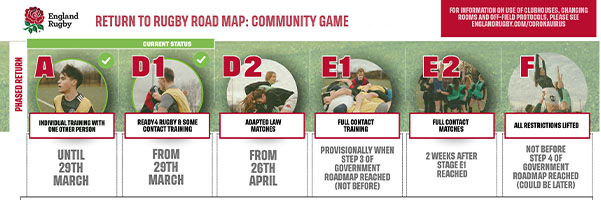 England
Rugby
RETURN TO RUGBY ROAD MAP: COMMUNITY GAME
FOR INFORMATION ON USE OF CLUBHOUSES, CHANGING
ROOMS AND OFF-FIELD PROTOCOLS, PLEASE SEE
ENGLANDRUGBY.COM/CORONAVIRUS
CURRENT STATUS
PHASED RETURN
A
INDIVIDUAL TRAINING WITH
ONE OTHER PERSON
UNTIL
29TH
MARCH
D1
READY4 RUGBY & SOME
CONTACT TRAINING
FROM
29TH
MARCH
D2
ADAPTED LAW
MATCHES
FROM
26TH
APRIL
E1
FULL CONTACT
TRAINING
PROVISIONALLY WHEN
STEP 3 OF
GOVERNMENT
ROADMAP REACHED
(NOT BEFORE)
E2
FULL CONTACT
MATCHES
2 WEEKS AFTER
STAGE E1
REACHED
F
ALL RESTRICTIONS LIFTED
NOT BEFORE
STEP 4 OF
GOVERNMENT
ROADMAP REACHED
(COULD BE LATER)